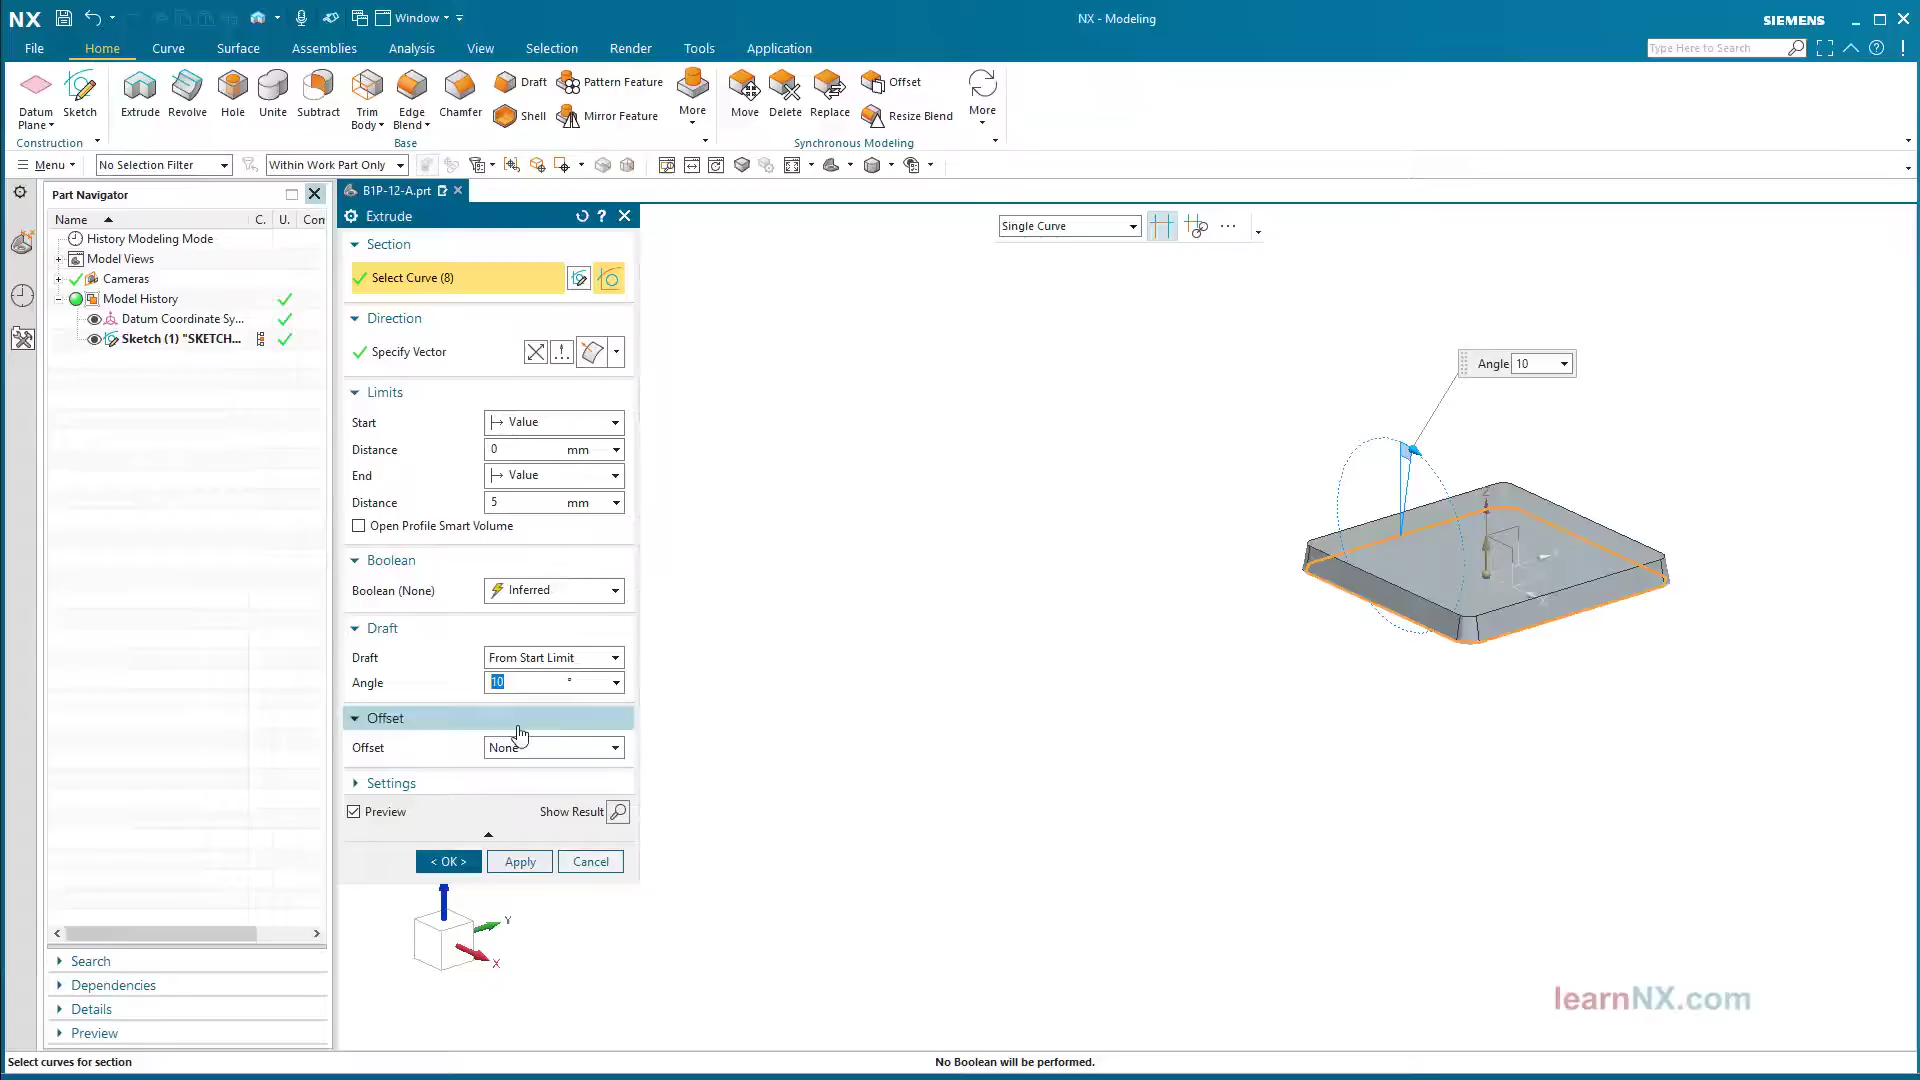 NX
Window
NX - Modeling
SIEMENS
File
Home
Curve
Surface
Assemblies
Analysis
View
Selection
Render
Tools
Application
Type Here to Search
Datum Plane
Sketch
Extrude
Revolve
Hole
Unite
Subtract
Trim Body
Edge Blend
Chamfer
Draft
Shell
Pattern Feature
Mirror Feature
More
Move
Delete
Replace
Offset
Resize Blend
More
Construction
Base
Synchronous Modeling
Menu
No Selection Filter
Within Work Part Only
Part Navigator
Name
C.
U.
Con
History Modeling Mode
Model Views
Cameras
Model History
Datum Coordinate Sy...
Sketch (1) "SKETCH...
Search
Dependencies
Details
Preview
B1P-12-A.prt
Extrude
?
Section
Select Curve (8)
Direction
Specify Vector
Limits
Start
Value
Distance
0 mm
End
Value
Distance
5 mm
Open Profile Smart Volume
Boolean
Boolean (None)
Inferred
Draft
Draft
From Start Limit
Angle
10 °
Offset
Offset
None
Settings
Preview
Show Result
< OK >
Apply
Cancel
Single Curve
Angle 10
Z
Y
X
learnNX.com
Select curves for section
No Boolean will be performed.